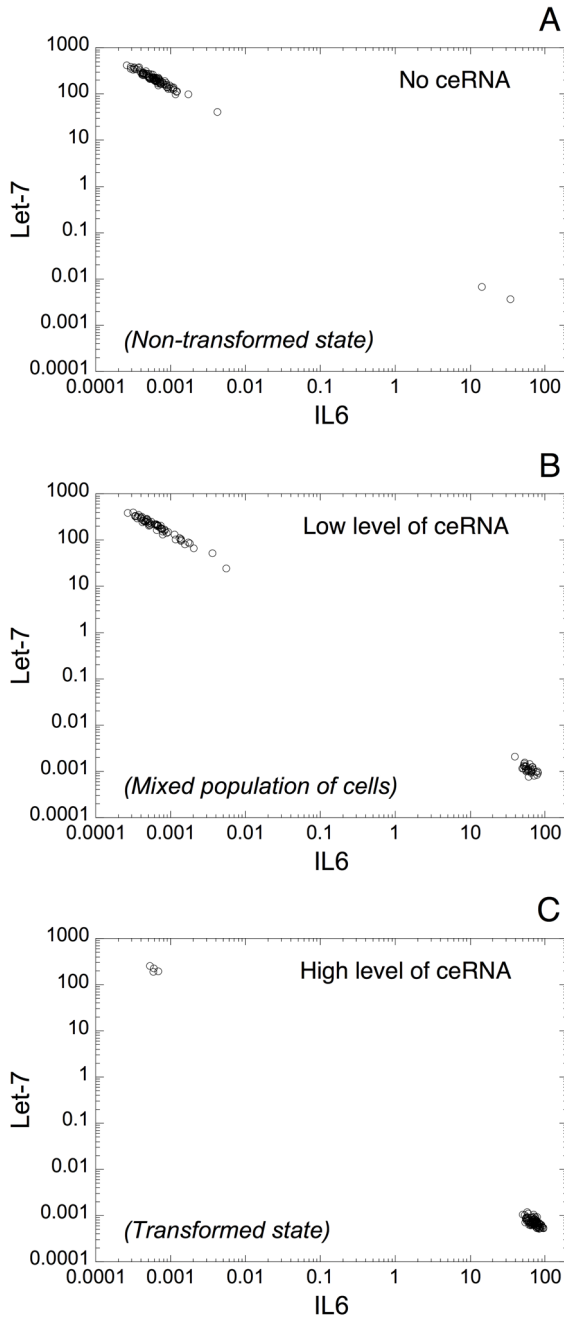 A
1000
No ceRNA
100
10
Let-7
1
0.1
0.01
0.001
(Non-transformed state)
0.0001
0.0001 0.001 0.01 0.1 1 10 100
IL6
B
1000
Low level of ceRNA
100
10
Let-7
1
0.1
0.01
0.001
(Mixed population of cells)
0.0001
0.0001 0.001 0.01 0.1 1 10 100
IL6
C
1000
High level of ceRNA
100
10
Let-7
1
0.1
0.01
0.001
(Transformed state)
0.0001
0.0001 0.001 0.01 0.1 1 10 100
IL6